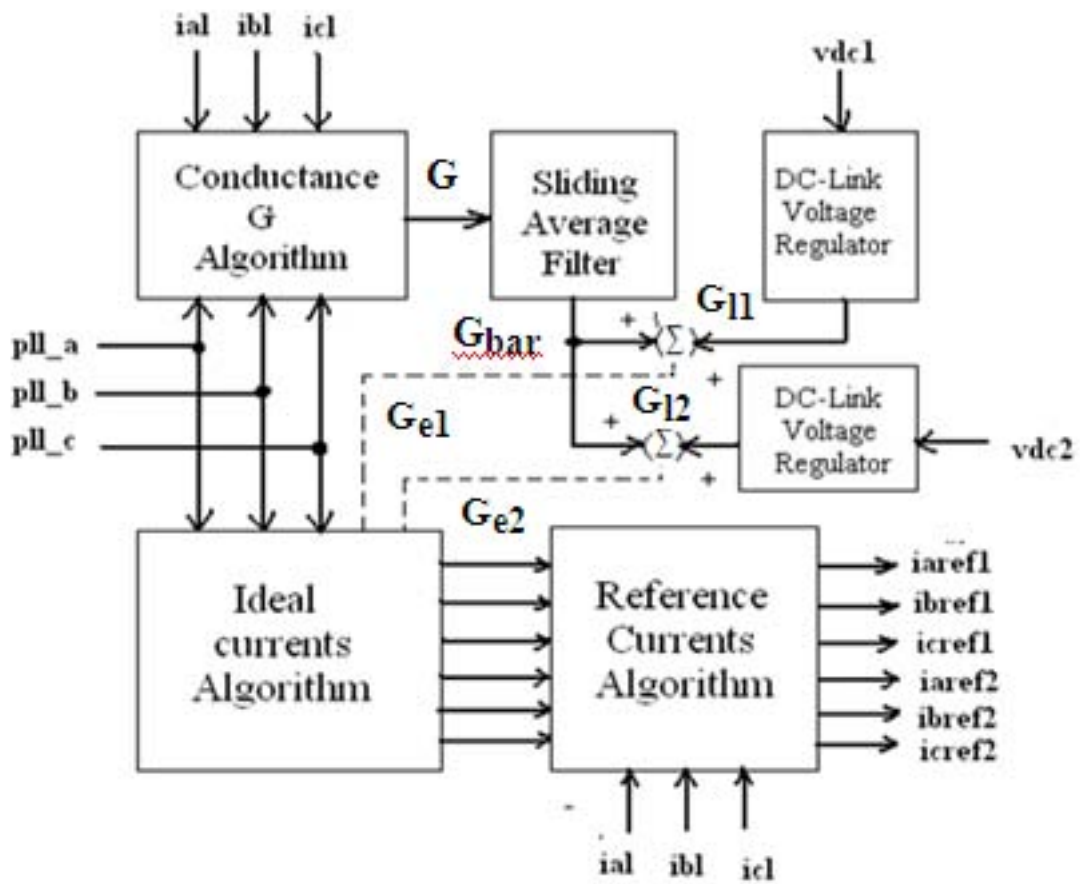 ial ibl icl
vdc1
Conductance
G
Algorithm
G
Sliding
Average
Filter
DC-Link
Voltage
Regulator
Gl1
+
Σ
Gbar
pll_a
pll_b
pll_c
+
Ge1
Gl2
+
Σ
+
DC-Link
Voltage
Regulator
vdc2
Ge2
Ideal
currents
Algorithm
Reference
Currents
Algorithm
iaref1
ibref1
icref1
iaref2
ibref2
icref2
-
ial ibl icl